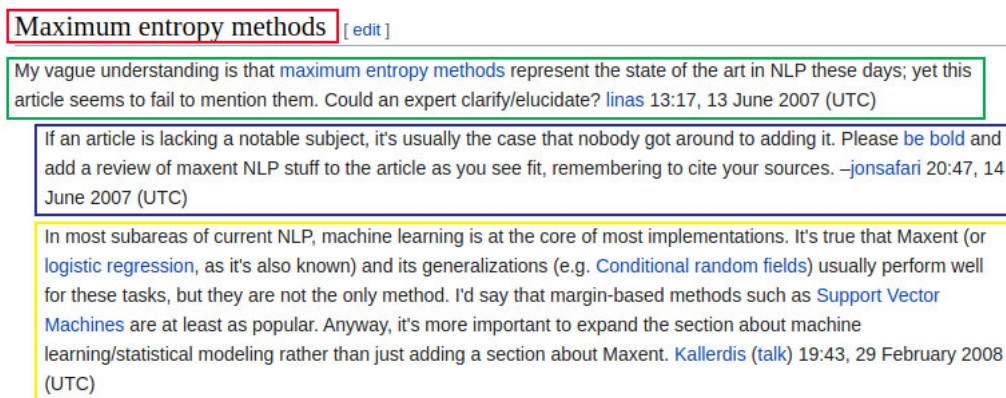 Maximum entropy methods [ edit ]
My vague understanding is that maximum entropy methods represent the state of the art in NLP these days; yet this
article seems to fail to mention them. Could an expert clarify/elucidate? linas 13:17, 13 June 2007 (UTC)
If an article is lacking a notable subject, it's usually the case that nobody got around to adding it. Please be bold and
add a review of maxent NLP stuff to the article as you see fit, remembering to cite your sources. –jonsafari 20:47, 14
June 2007 (UTC)
In most subareas of current NLP, machine learning is at the core of most implementations. It's true that Maxent (or
logistic regression, as it's also known) and its generalizations (e.g. Conditional random fields) usually perform well
for these tasks, but they are not the only method. I'd say that margin-based methods such as Support Vector
Machines are at least as popular. Anyway, it's more important to expand the section about machine
learning/statistical modeling rather than just adding a section about Maxent. Kallerdis (talk) 19:43, 29 February 2008
(UTC)